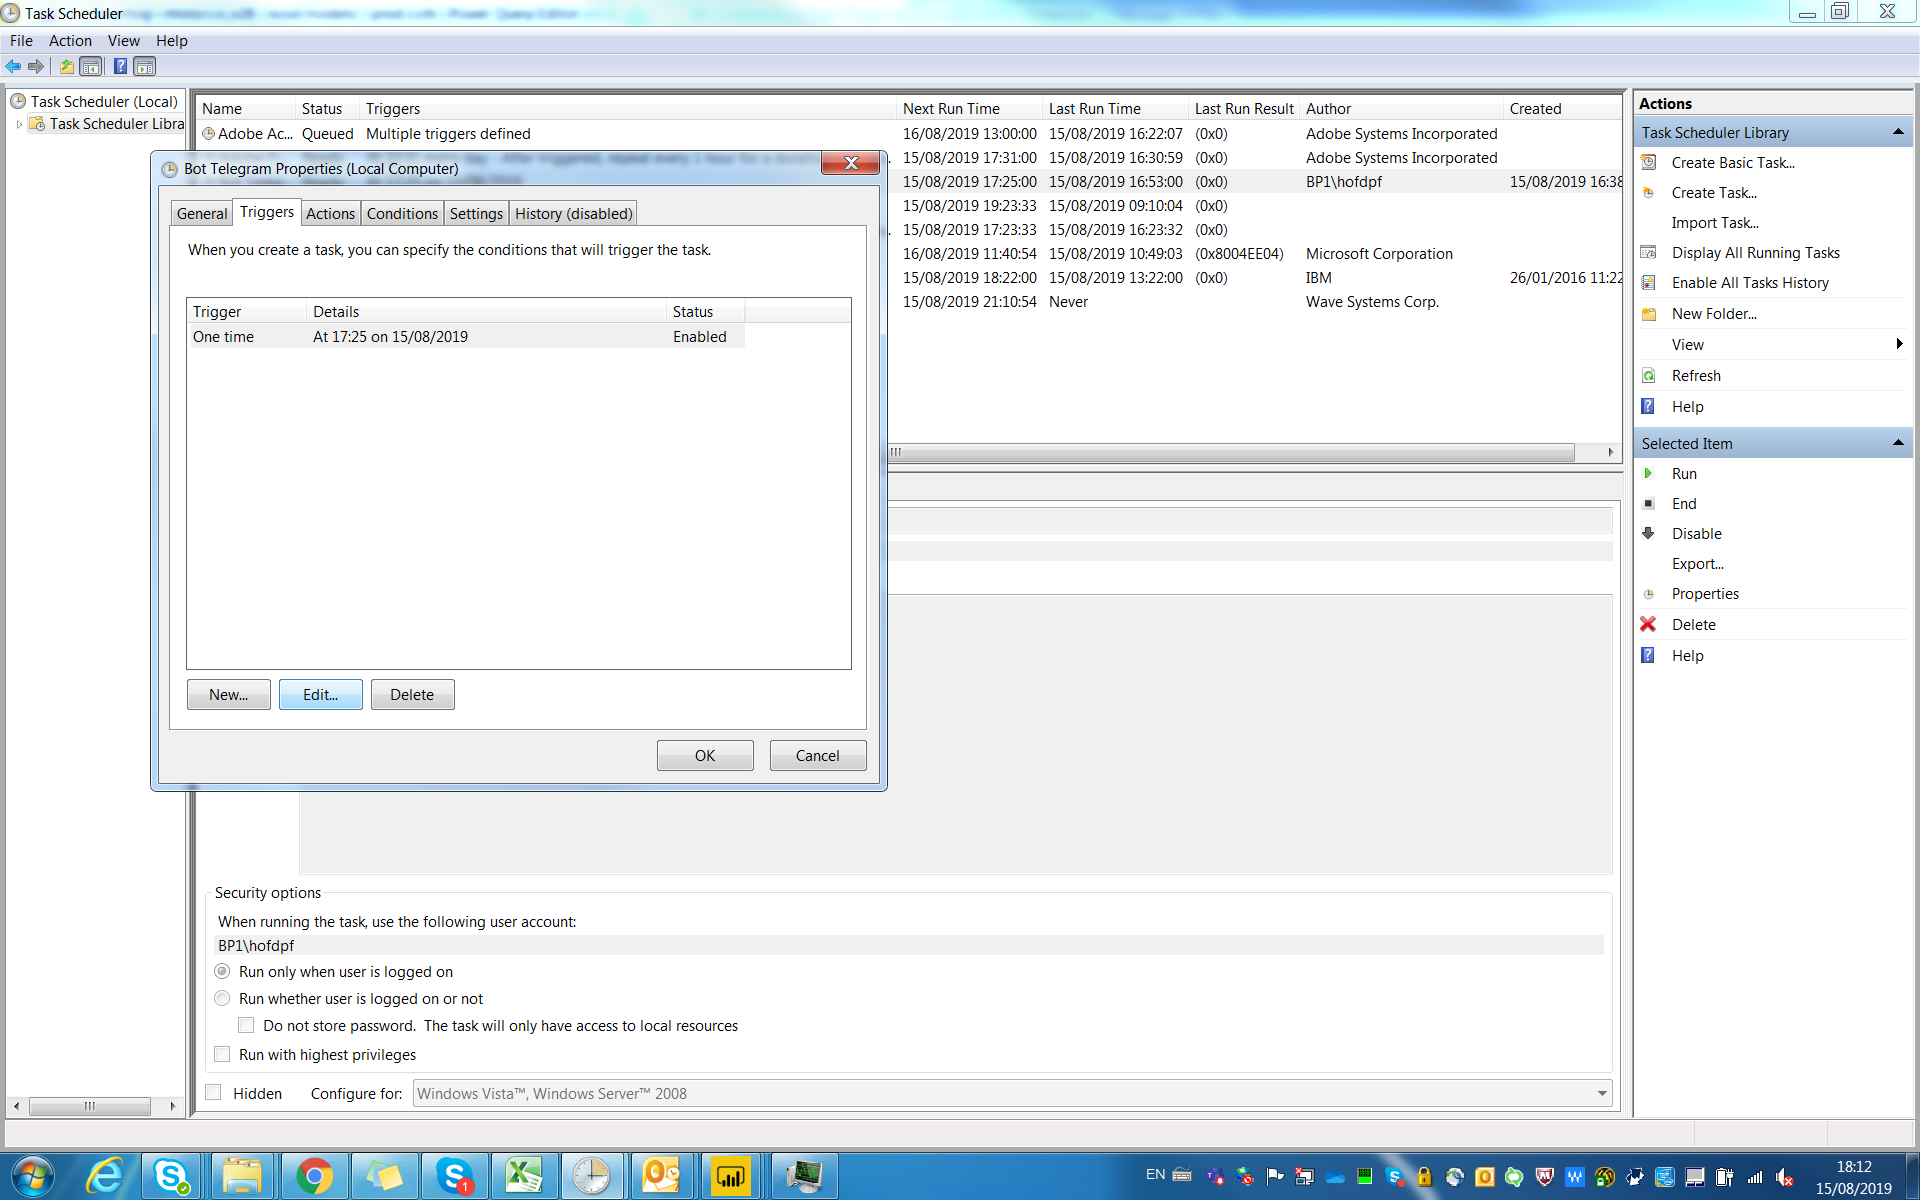 Task Scheduler
File Action View Help
Task Scheduler (Local)
Task Scheduler Libra
Name Status Triggers Next Run Time Last Run Time Last Run Result Author Created
Adobe Ac... Queued Multiple triggers defined 16/08/2019 13:00:00 15/08/2019 16:22:07 (0x0) Adobe Systems Incorporated
15/08/2019 17:31:00 15/08/2019 16:30:59 (0x0) Adobe Systems Incorporated
15/08/2019 17:25:00 15/08/2019 16:53:00 (0x0) BP1\hofdpf 15/08/2019 16:38
15/08/2019 19:23:33 15/08/2019 09:10:04 (0x0)
15/08/2019 17:23:33 15/08/2019 16:23:32 (0x0)
16/08/2019 11:40:54 15/08/2019 10:49:03 (0x8004EE04) Microsoft Corporation
15/08/2019 18:22:00 15/08/2019 13:22:00 (0x0) IBM 26/01/2016 11:22
15/08/2019 21:10:54 Never Wave Systems Corp.
Bot Telegram Properties (Local Computer)
General Triggers Actions Conditions Settings History (disabled)
When you create a task, you can specify the conditions that will trigger the task.
Trigger Details Status
One time At 17:25 on 15/08/2019 Enabled
New... Edit... Delete
OK Cancel
Security options
When running the task, use the following user account:
BP1\hofdpf
Run only when user is logged on
Run whether user is logged on or not
Do not store password. The task will only have access to local resources
Run with highest privileges
Hidden Configure for: Windows Vista™, Windows Server™ 2008
Actions
Task Scheduler Library
Create Basic Task...
Create Task...
Import Task...
Display All Running Tasks
Enable All Tasks History
New Folder...
View
Refresh
Help
Selected Item
Run
End
Disable
Export...
Properties
Delete
Help
EN
18:12
15/08/2019